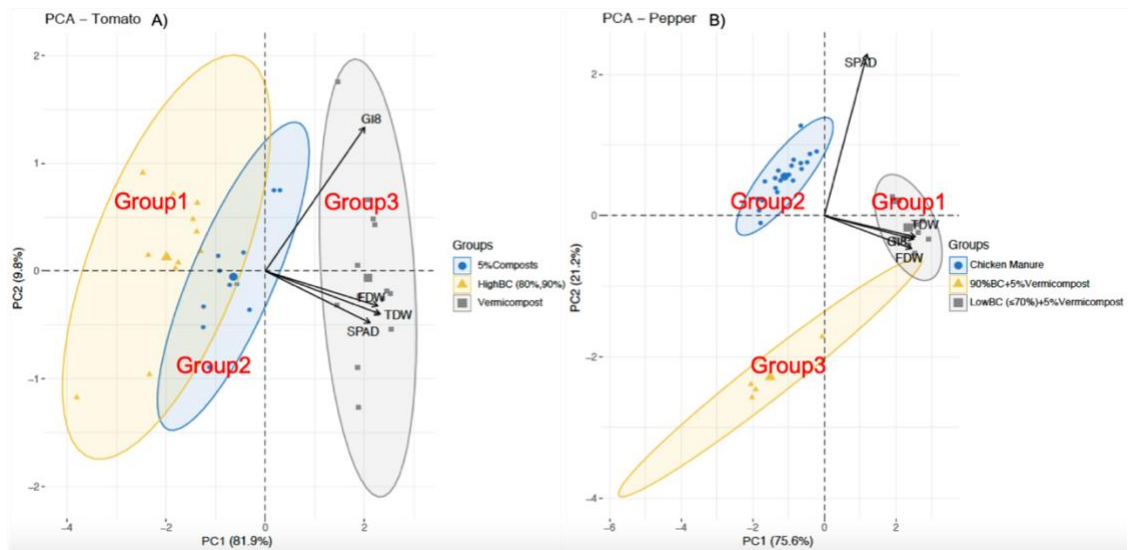 PCA – Tomato A)
2
1
0
−1
−2
PC2 (9.8%)
Group1
Group2
Group3
GI8
FDW
TDW
SPAD
−4
−2
0
2
PC1 (81.9%)
Groups
5%Composts
HighBC (80%,90%)
Vermicompost
PCA – Pepper B)
2
0
−2
−4
PC2 (21.2%)
SPAD
Group2
Group1
TDW
GI8
FDW
Group3
−6
−4
−2
0
2
PC1 (75.6%)
Groups
Chicken Manure
90%BC+5%Vermicompost
LowBC (≤70%)+5%Vermicompost